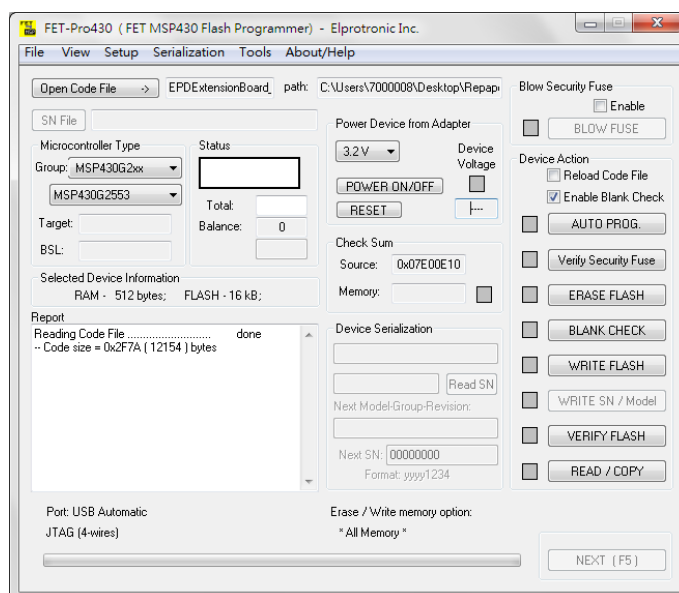 FET-Pro430 ( FET MSP430 Flash Programmer) - Elprotronic Inc.
File View Setup Serialization Tools About/Help
Open Code File ->
EPDExtensionBoard_
path:
C:\Users\7000008\Desktop\Repap
SN File
Microcontroller Type
Group: MSP430G2xx
MSP430G2553
Target:
BSL:
Status
Total:
Balance: 0
Selected Device Information
RAM - 512 bytes; FLASH - 16 kB;
Report
Reading Code File ............................ done
-- Code size = 0x2F7A ( 12154 ) bytes
Power Device from Adapter
3.2 V
Device
Voltage
POWER ON/OFF
RESET
---
Check Sum
Source: 0x07E00E10
Memory:
Device Serialization
Read SN
Next Model-Group-Revision:
Next SN: 00000000
Format: yyyy1234
Blow Security Fuse
Enable
BLOW FUSE
Device Action
Reload Code File
Enable Blank Check
AUTO PROG.
Verify Security Fuse
ERASE FLASH
BLANK CHECK
WRITE FLASH
WRITE SN / Model
VERIFY FLASH
READ / COPY
Port: USB Automatic
JTAG (4-wires)
Erase / Write memory option:
* All Memory *
NEXT ( F5 )